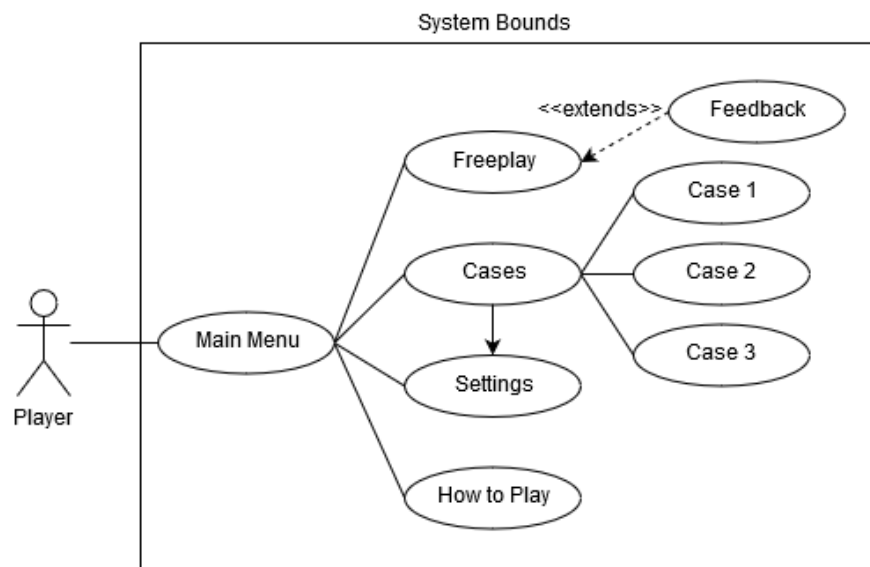 System Bounds
<<extends>>
Feedback
Freeplay
Case 1
Cases
Case 2
Main Menu
Case 3
Settings
Player
How to Play